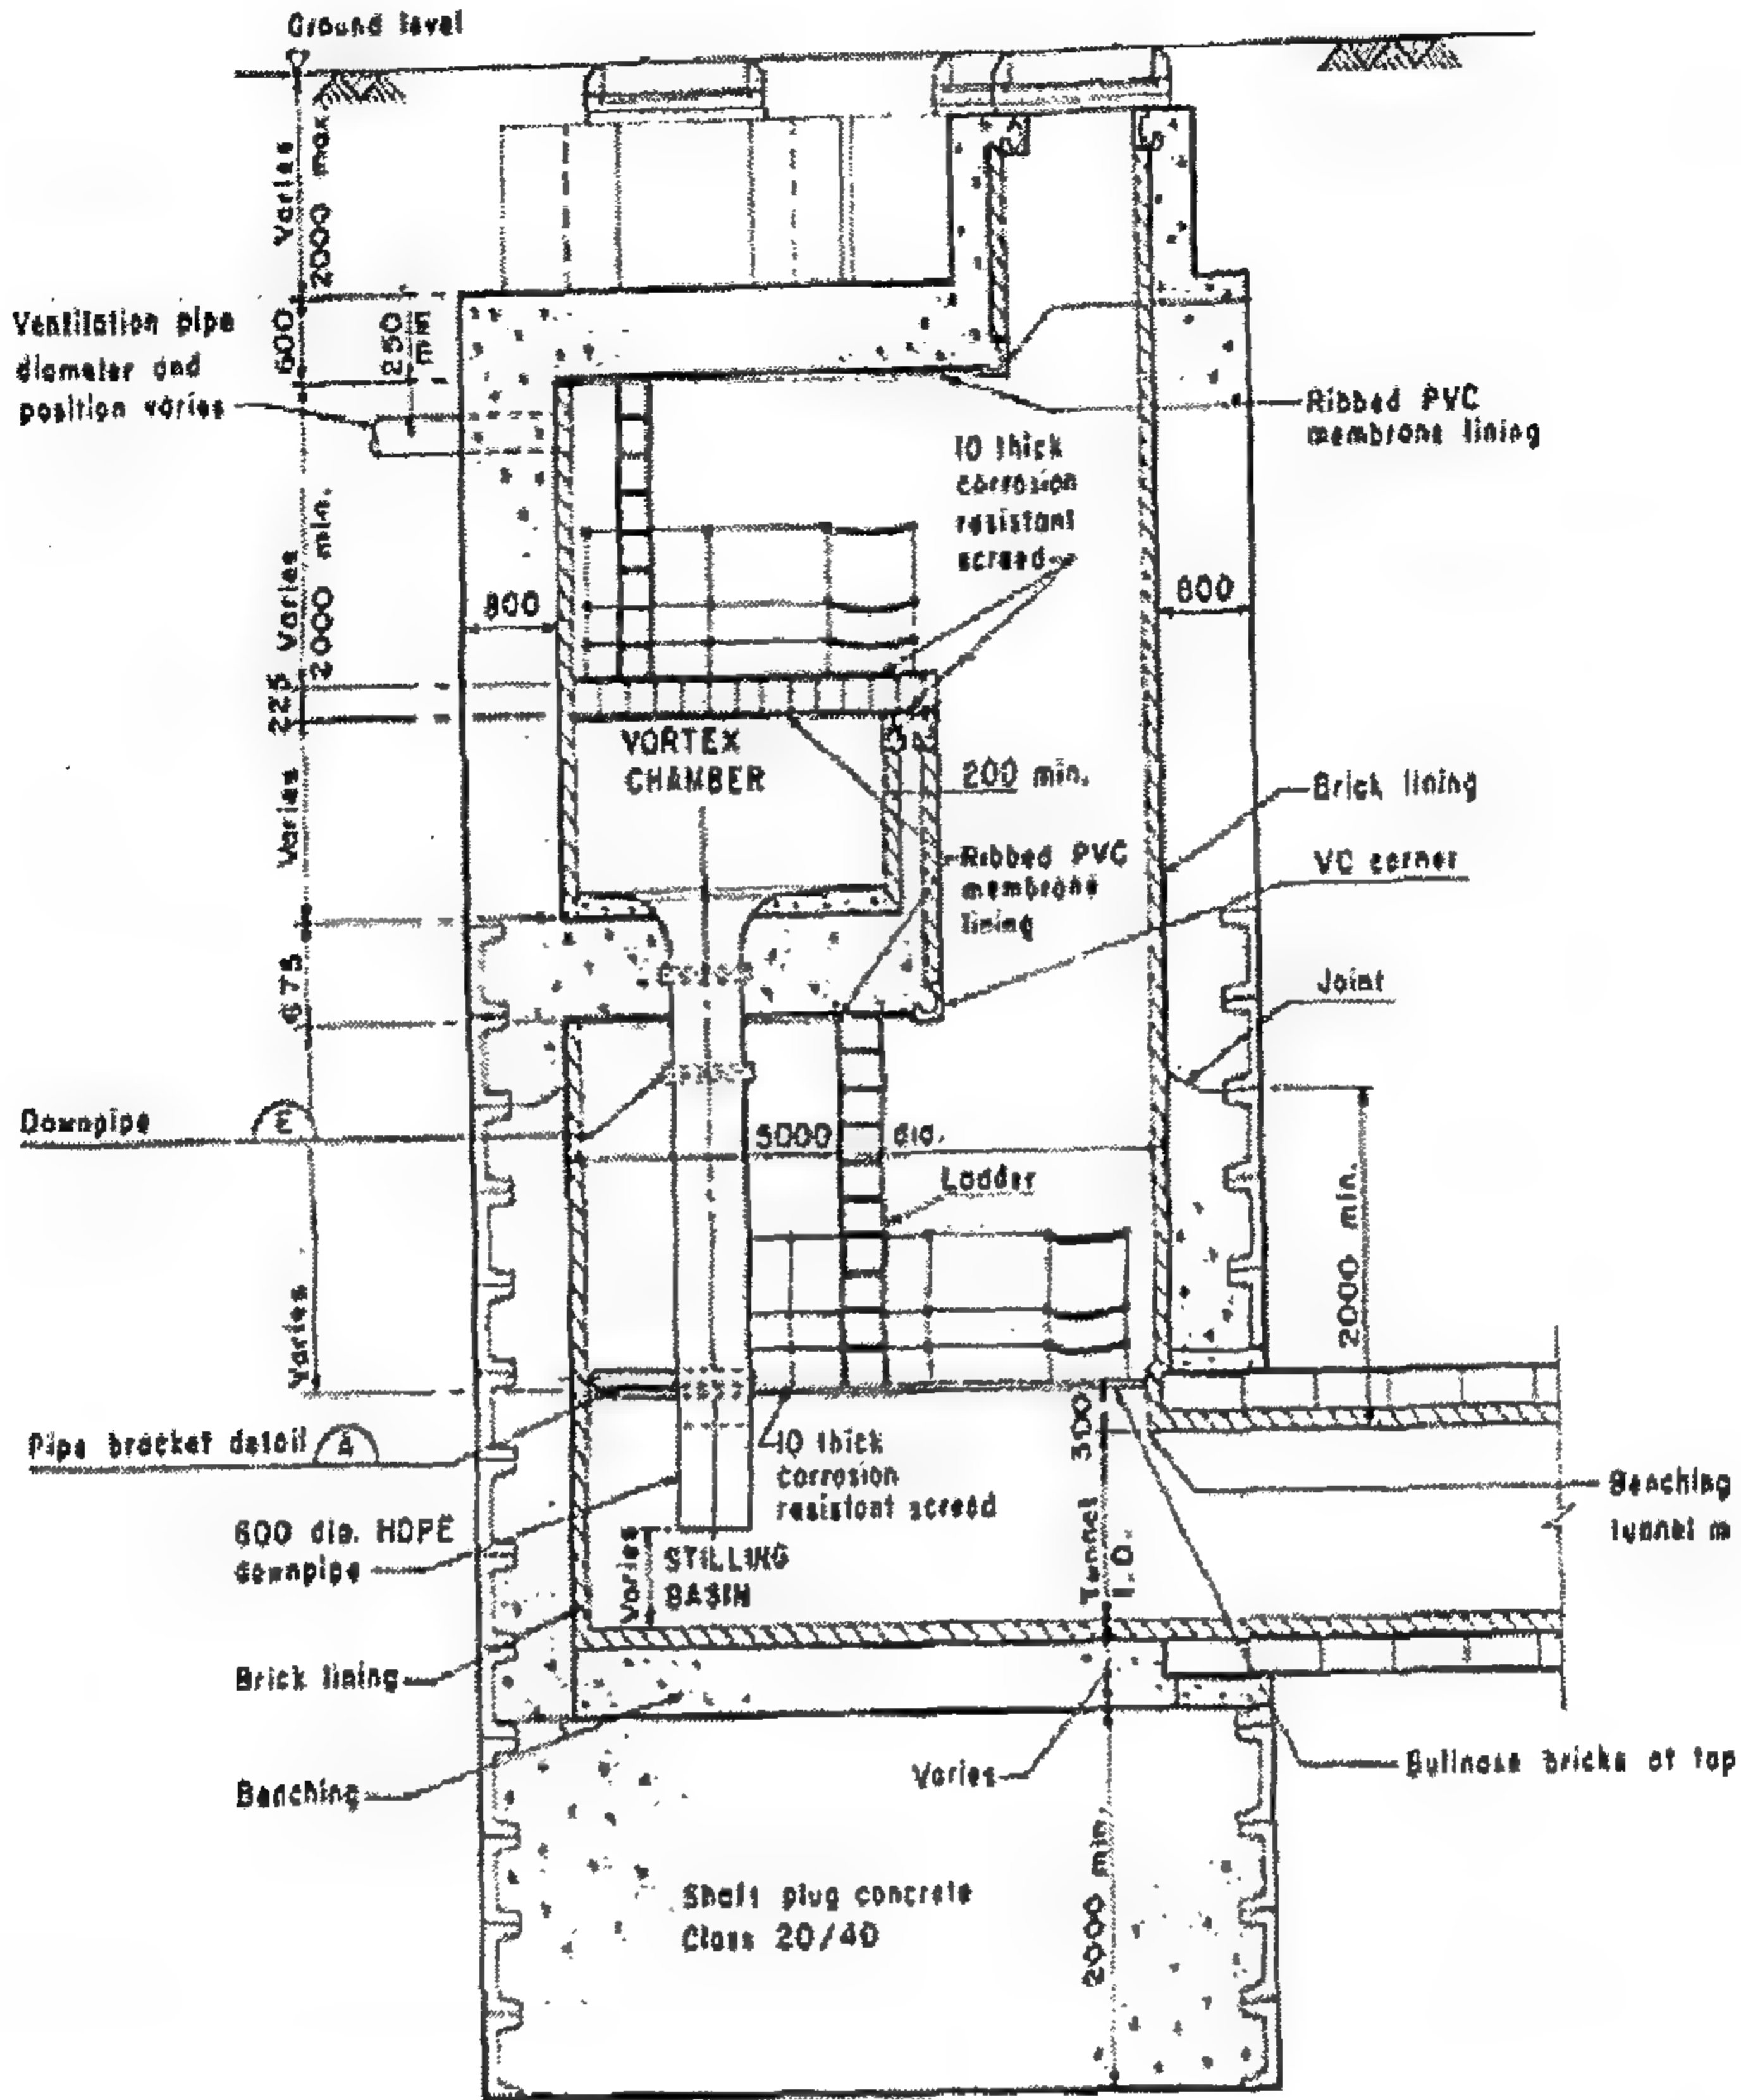 Ground level
Varies
2000 max.
Ventilation pipe
diameter and
position varies
600
250
min
Ribbed PVC
membrane lining
10 thick
corrosion
resistant
screed
Varies
2000 min.
800
800
225
VORTEX
CHAMBER
200 min.
Brick lining
Varies
Ribbed PVC
membrane
lining
VC corner
675
Joint
Downpipe
5000 dia.
Ladder
2000 min.
Varies
Pipe bracket detail A
10 thick
corrosion
resistant screed
300
Tunnel
I.D.
Benching
tunnel m
600 dia. HDPE
downpipe
Varies
STILLING
BASIN
Brick lining
Benching
Varies
Bullnose bricks at top
2000 min.
Shaft plug concrete
Class 20/40